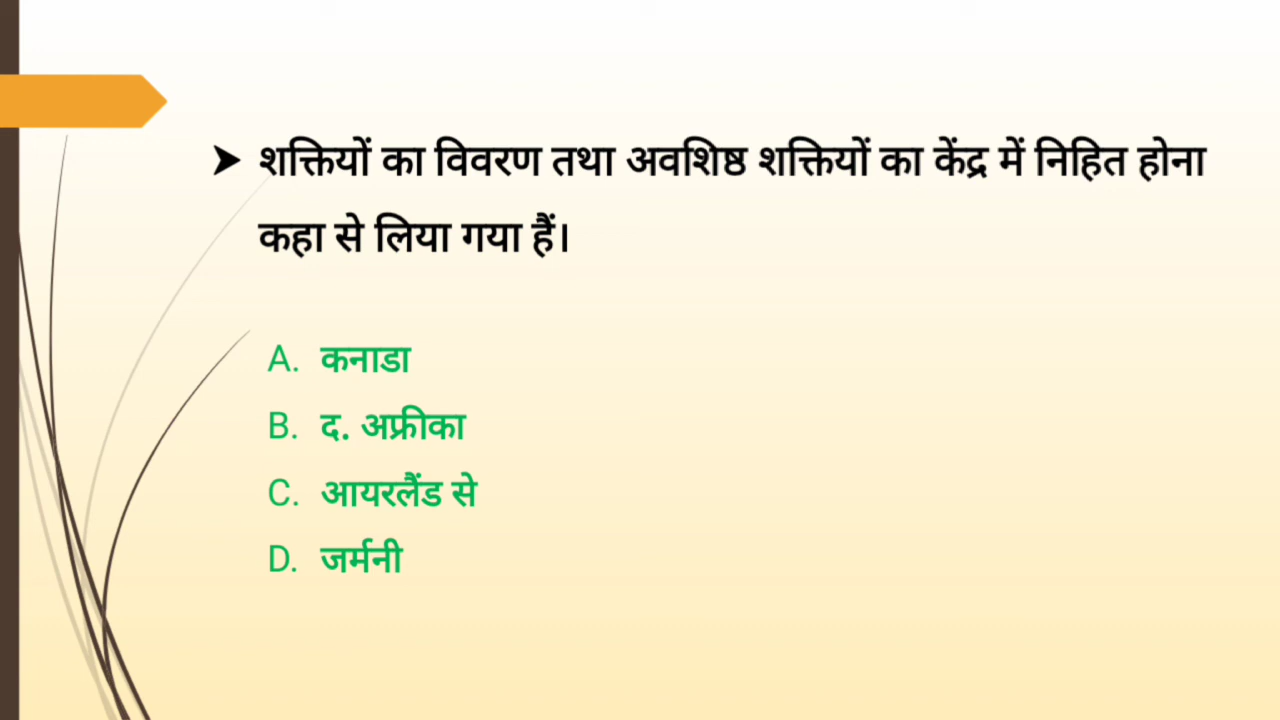 ➤ शक्तियों का विवरण तथा अवशिष्ठ शक्तियों का केंद्र में निहित होना
कहा से लिया गया हैं।
A. कनाडा
B. द. अफ्रीका
C. आयरलैंड से
D. जर्मनी